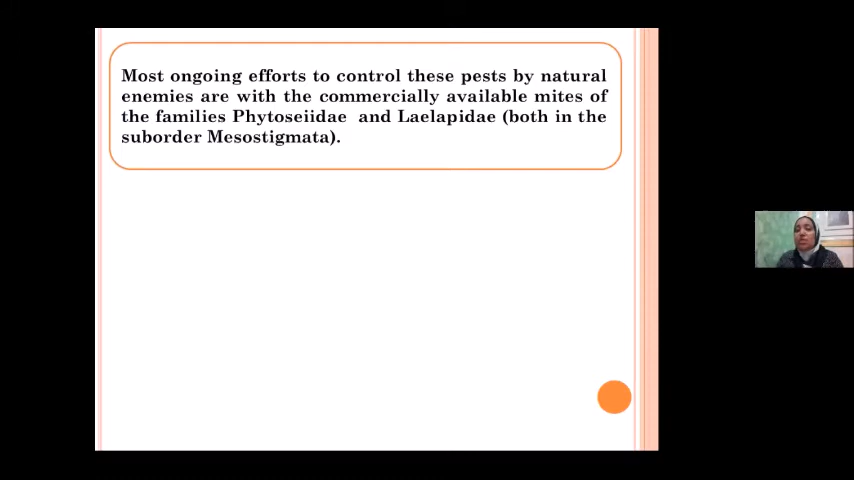 Most ongoing efforts to control these pests by natural
enemies are with the commercially available mites of
the families Phytoseiidae and Laelapidae (both in the
suborder Mesostigmata).